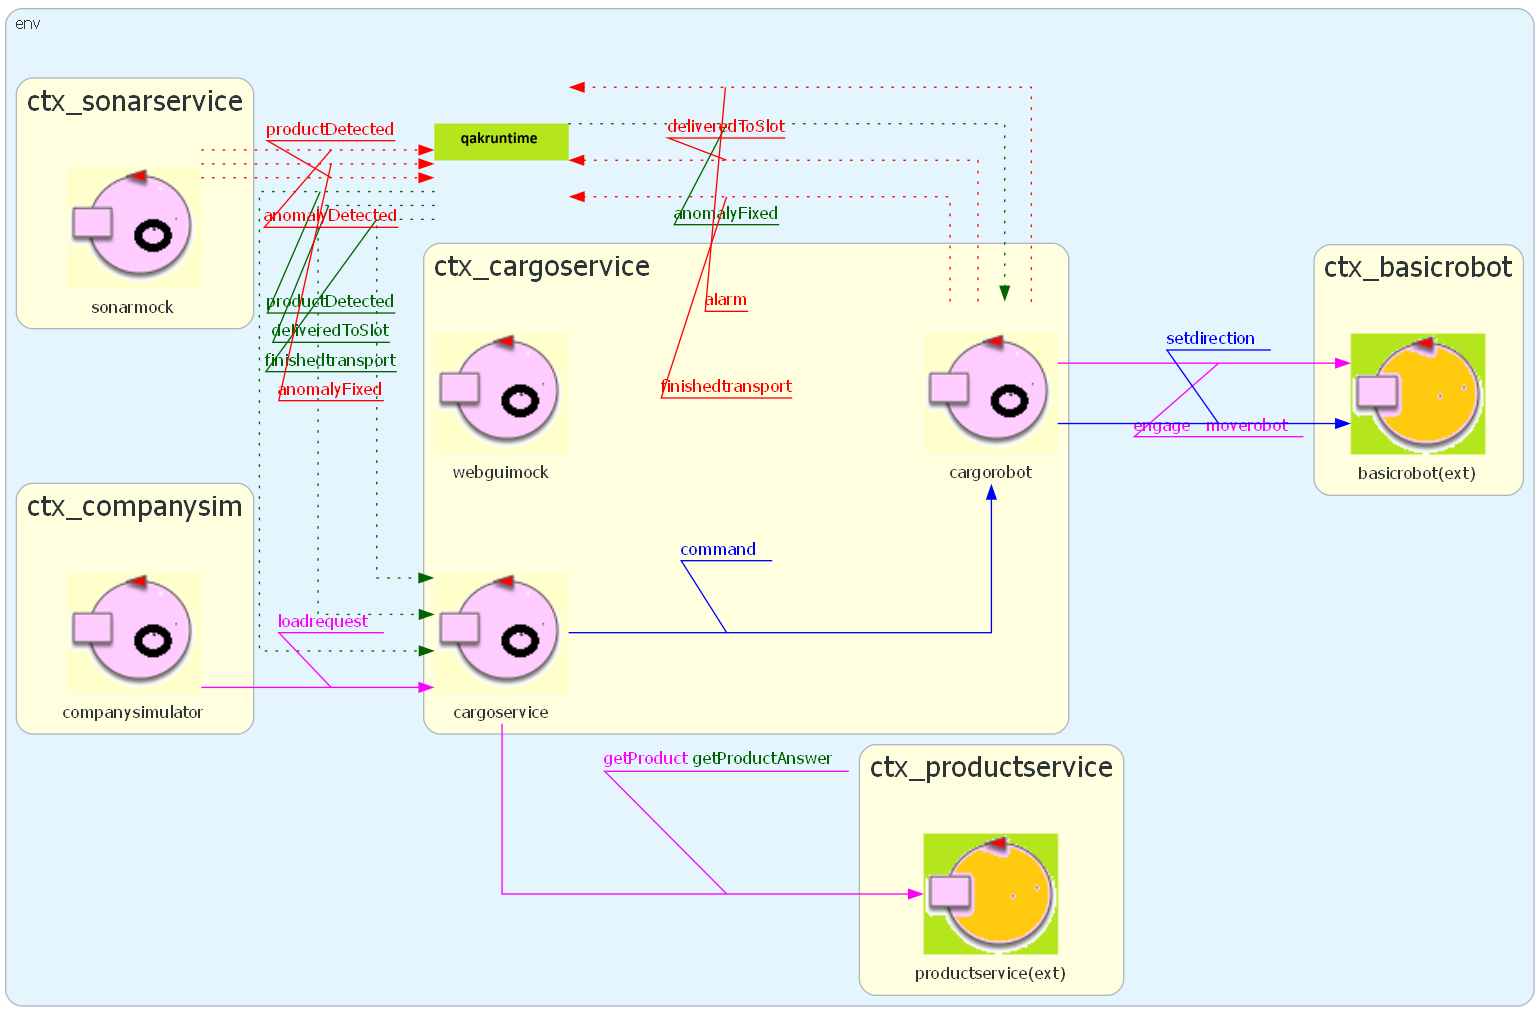 env
ctx_sonarservice
productDetected
qakruntime
deliveredToSlot
anomalyDetected
anomalyFixed
ctx_cargoservice
ctx_basicrobot
sonarmock
productDetected
alarm
deliveredToSlot
setdirection
finishedtransport
anomalyFixed
finishedtransport
engage moverobot
webguimock
cargorobot
basicrobot(ext)
ctx_companysim
command
loadrequest
companysimulator
cargoservice
getProduct getProductAnswer
ctx_productservice
productservice(ext)